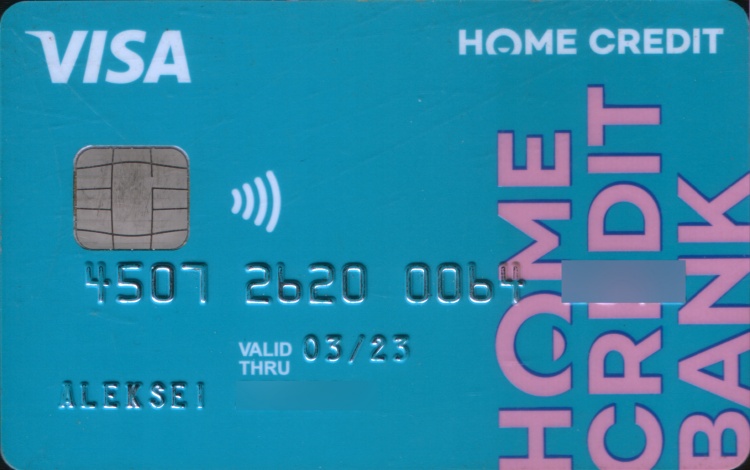 VISA
HOME CREDIT
HOME
CREDIT
BANK
4507 2620 0064
VALID THRU 03/23
ALEKSEI